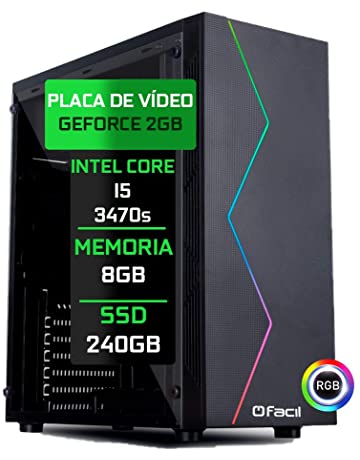 PLACA DE VÍDEO
GEFORCE 2GB
INTEL CORE
I5
3470s
MEMORIA
8GB
SSD
240GB
RGB
Facil